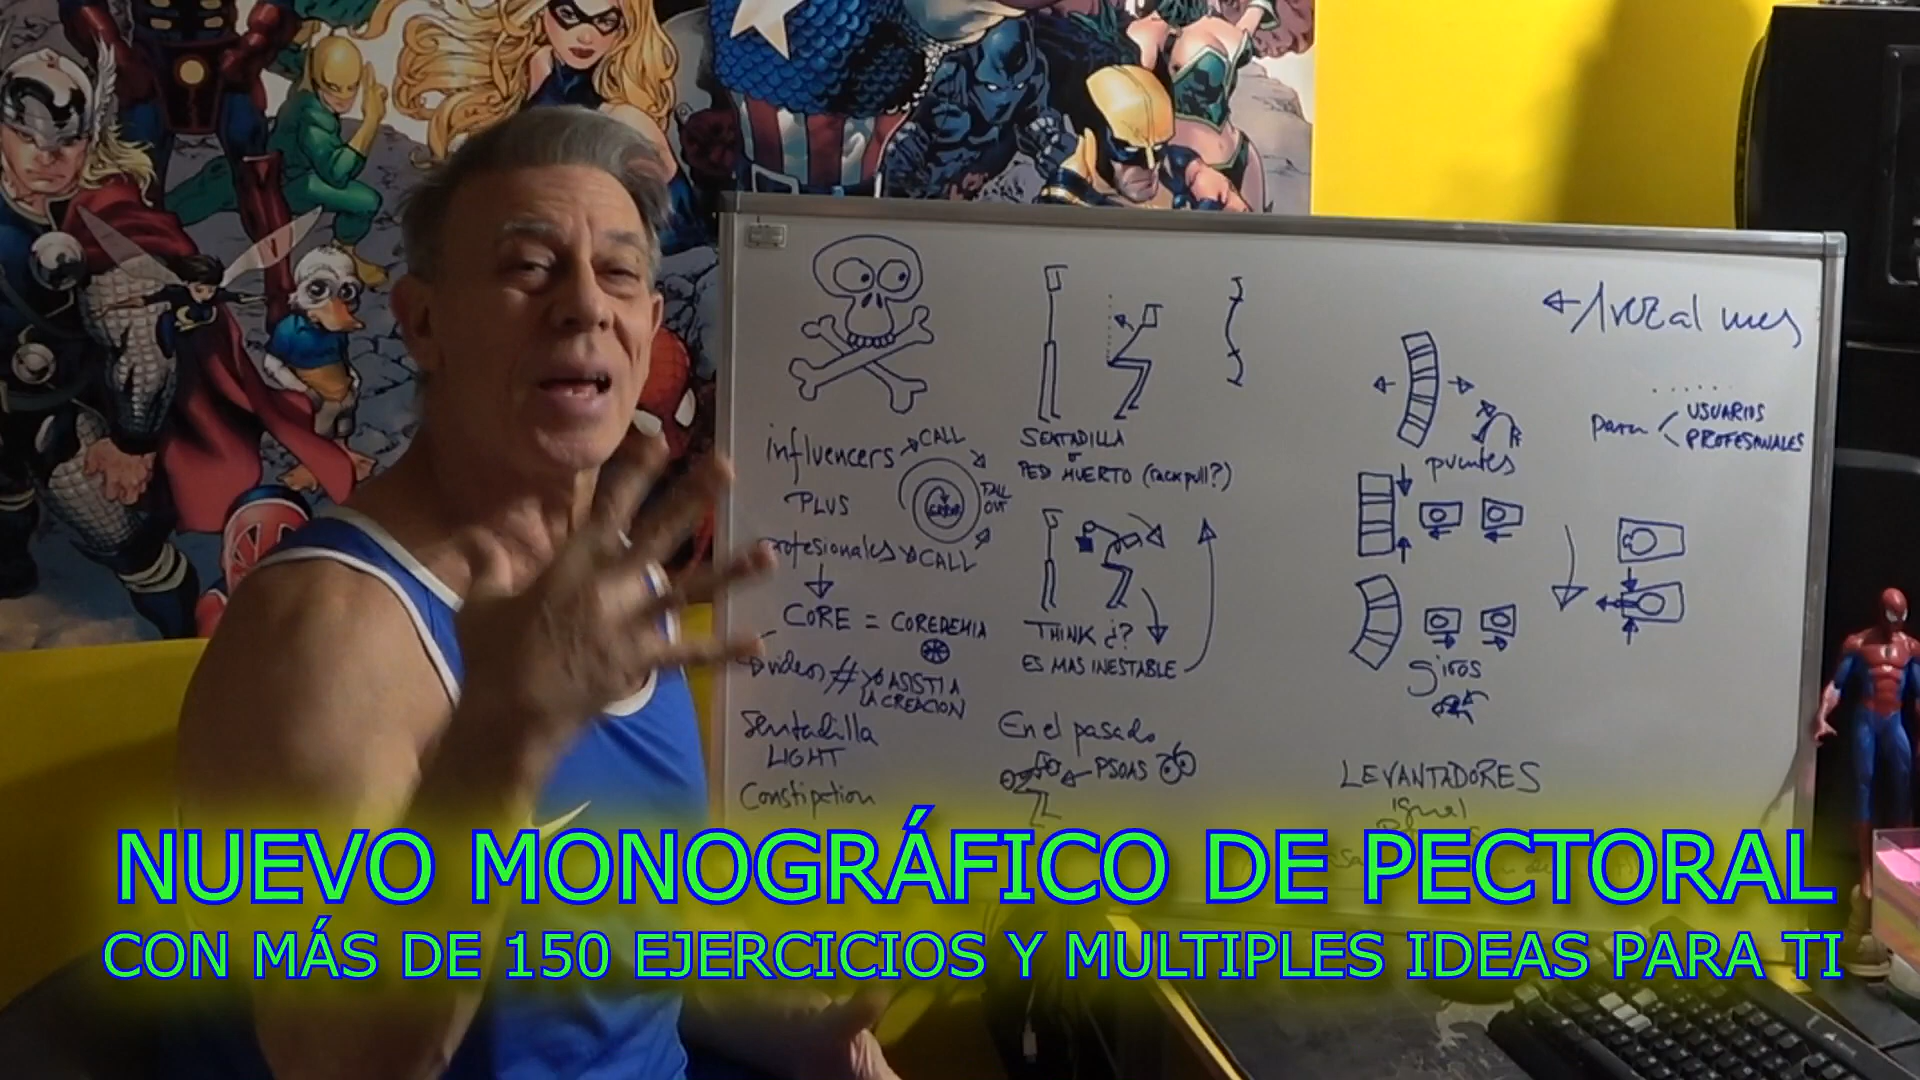 ←1 vez al mes
para
USUARIOS
PROFESIONALES
influencers → CALL
FALL OUT
PLUS
profesionales → CALL
CORE = COREDEMIA
videos # YO ASISTI A
LA CREACION
Sentadilla
LIGHT
Constipation
SENTADILLA
o
PESO MUERTO (rack pull?)
THINK ¿?
ES MAS INESTABLE
En el pasado
← PSOAS
puentes
giros
LEVANTADORES
igual
NUEVO MONOGRÁFICO DE PECTORAL
CON MÁS DE 150 EJERCICIOS Y MULTIPLES IDEAS PARA TI